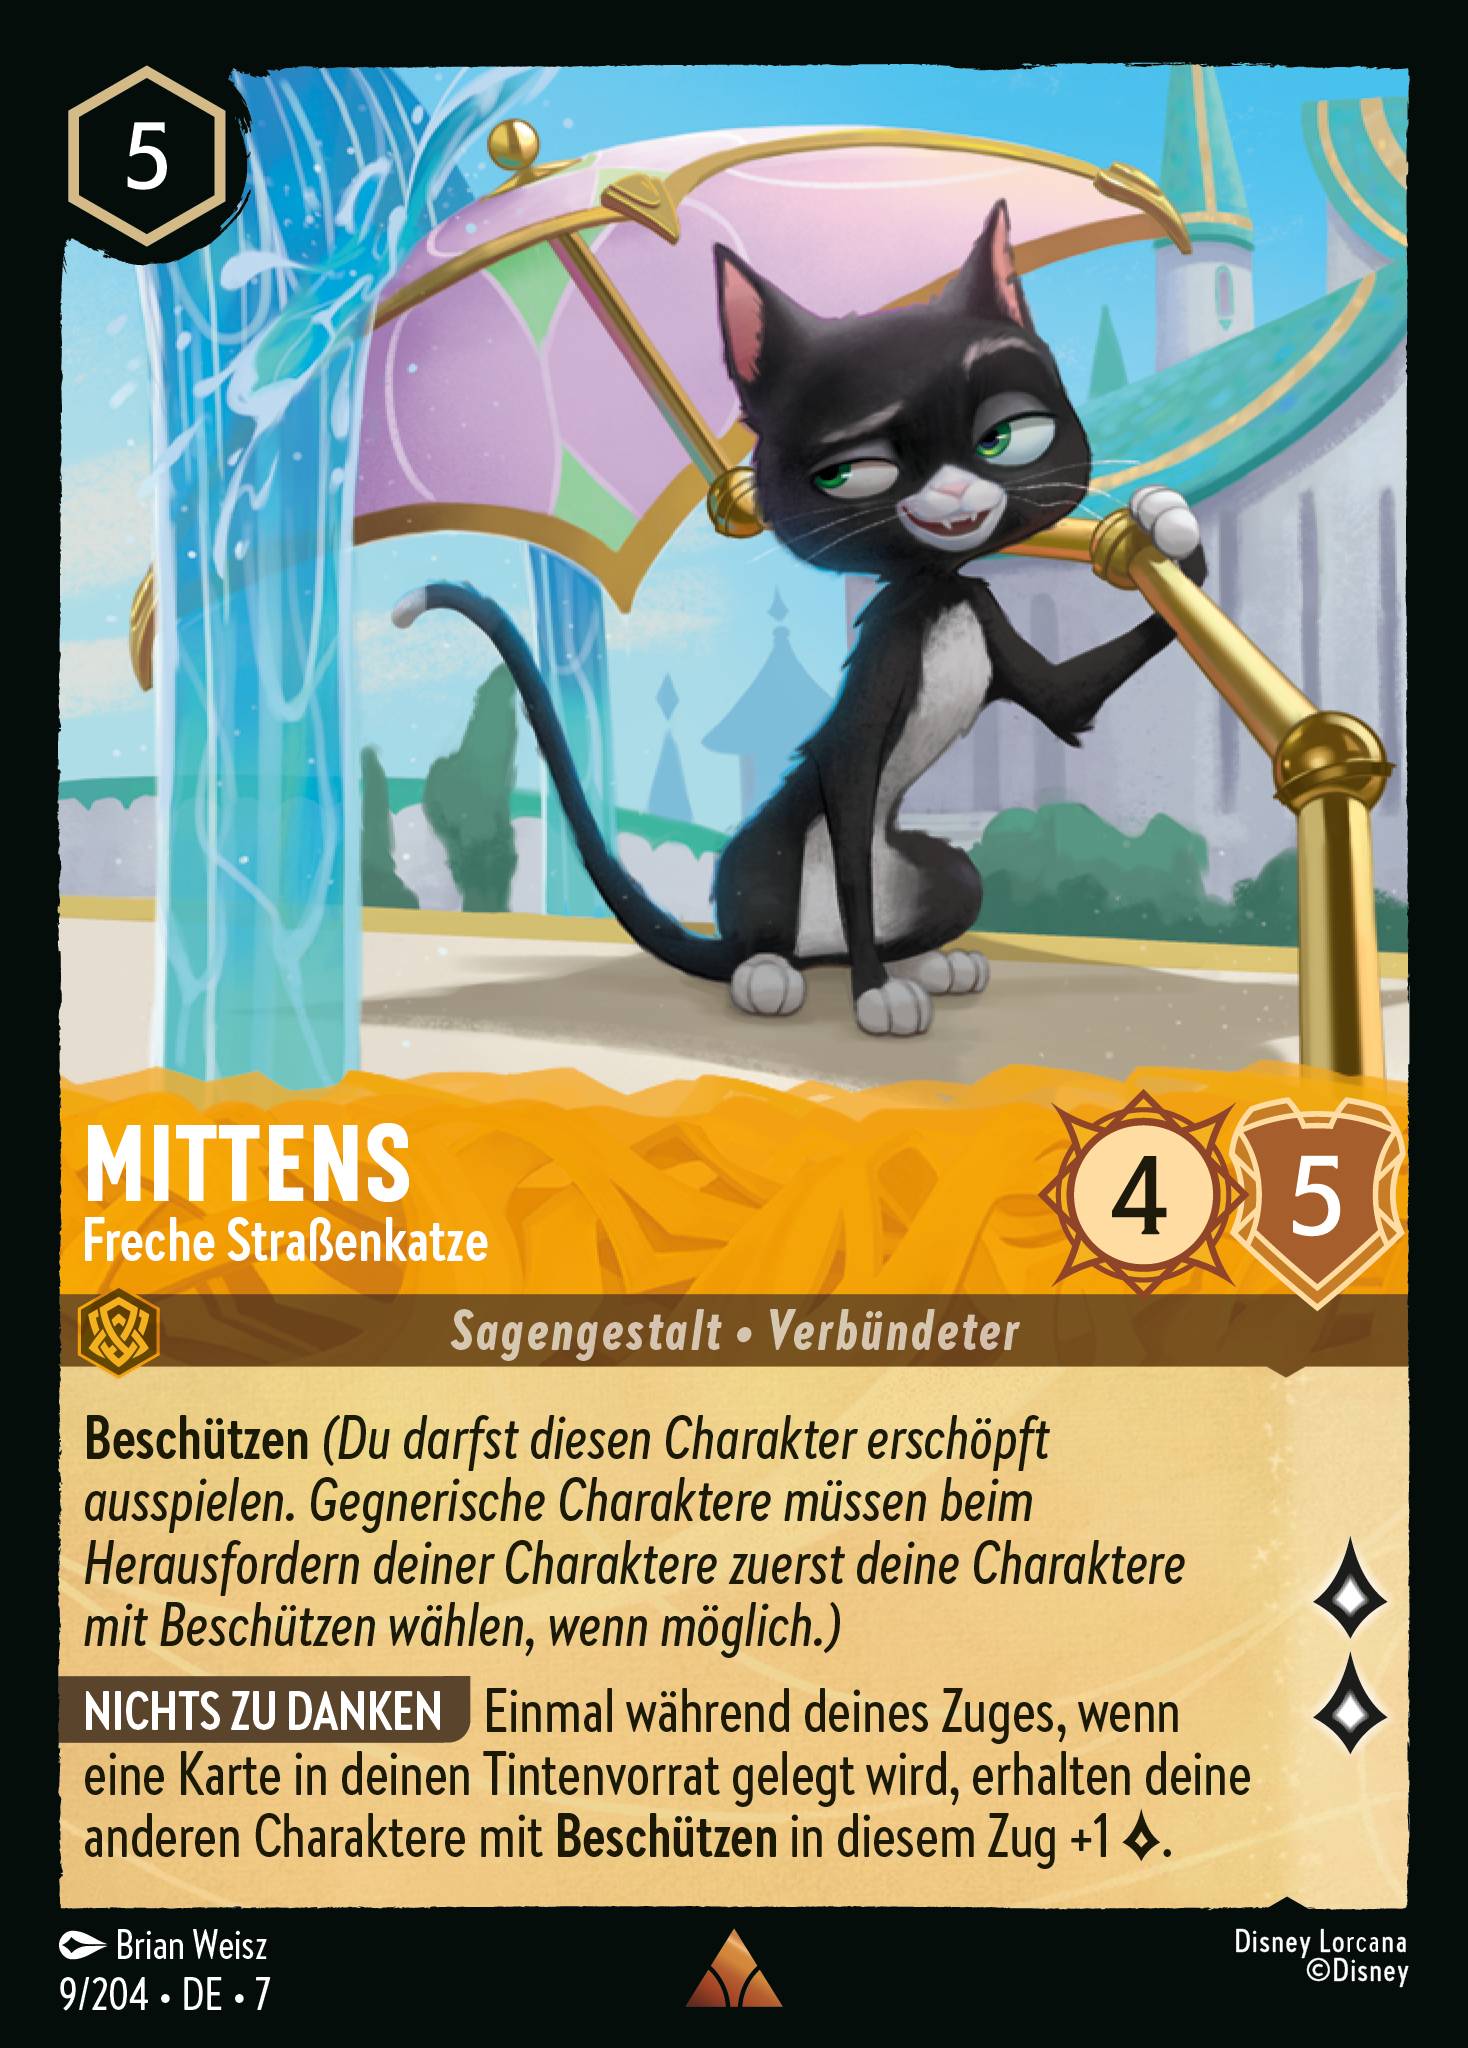 5
MITTENS
Freche Straßenkatze
4
5
Sagengestalt • Verbündeter
Beschützen (Du darfst diesen Charakter erschöpft
ausspielen. Gegnerische Charaktere müssen beim
Herausfordern deiner Charaktere zuerst deine Charaktere
mit Beschützen wählen, wenn möglich.)
NICHTS ZU DANKEN Einmal während deines Zuges, wenn
eine Karte in deinen Tintenvorrat gelegt wird, erhalten deine
anderen Charaktere mit Beschützen in diesem Zug +1 .
Brian Weisz
9/204 • DE • 7
Disney Lorcana
©Disney